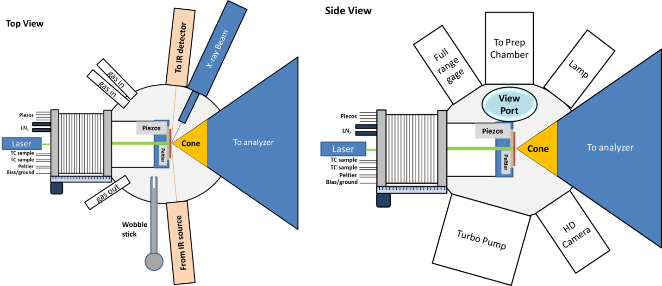 Top View
To IR detector
X-ray Beam
gas in
gas in
Piezos
LN2
Laser
TC sample
TC sample
Peltier
Bias/ground
Piezos
Peltier
Cone
To analyzer
gas out
Wobble
stick
From IR source
Side View
Full
range
gage
To Prep
Chamber
Lamp
View
Port
Piezos
LN2
Laser
TC sample
TC sample
Peltier
Bias/ground
Piezos
Peltier
Cone
To analyzer
Turbo Pump
HD
Camera